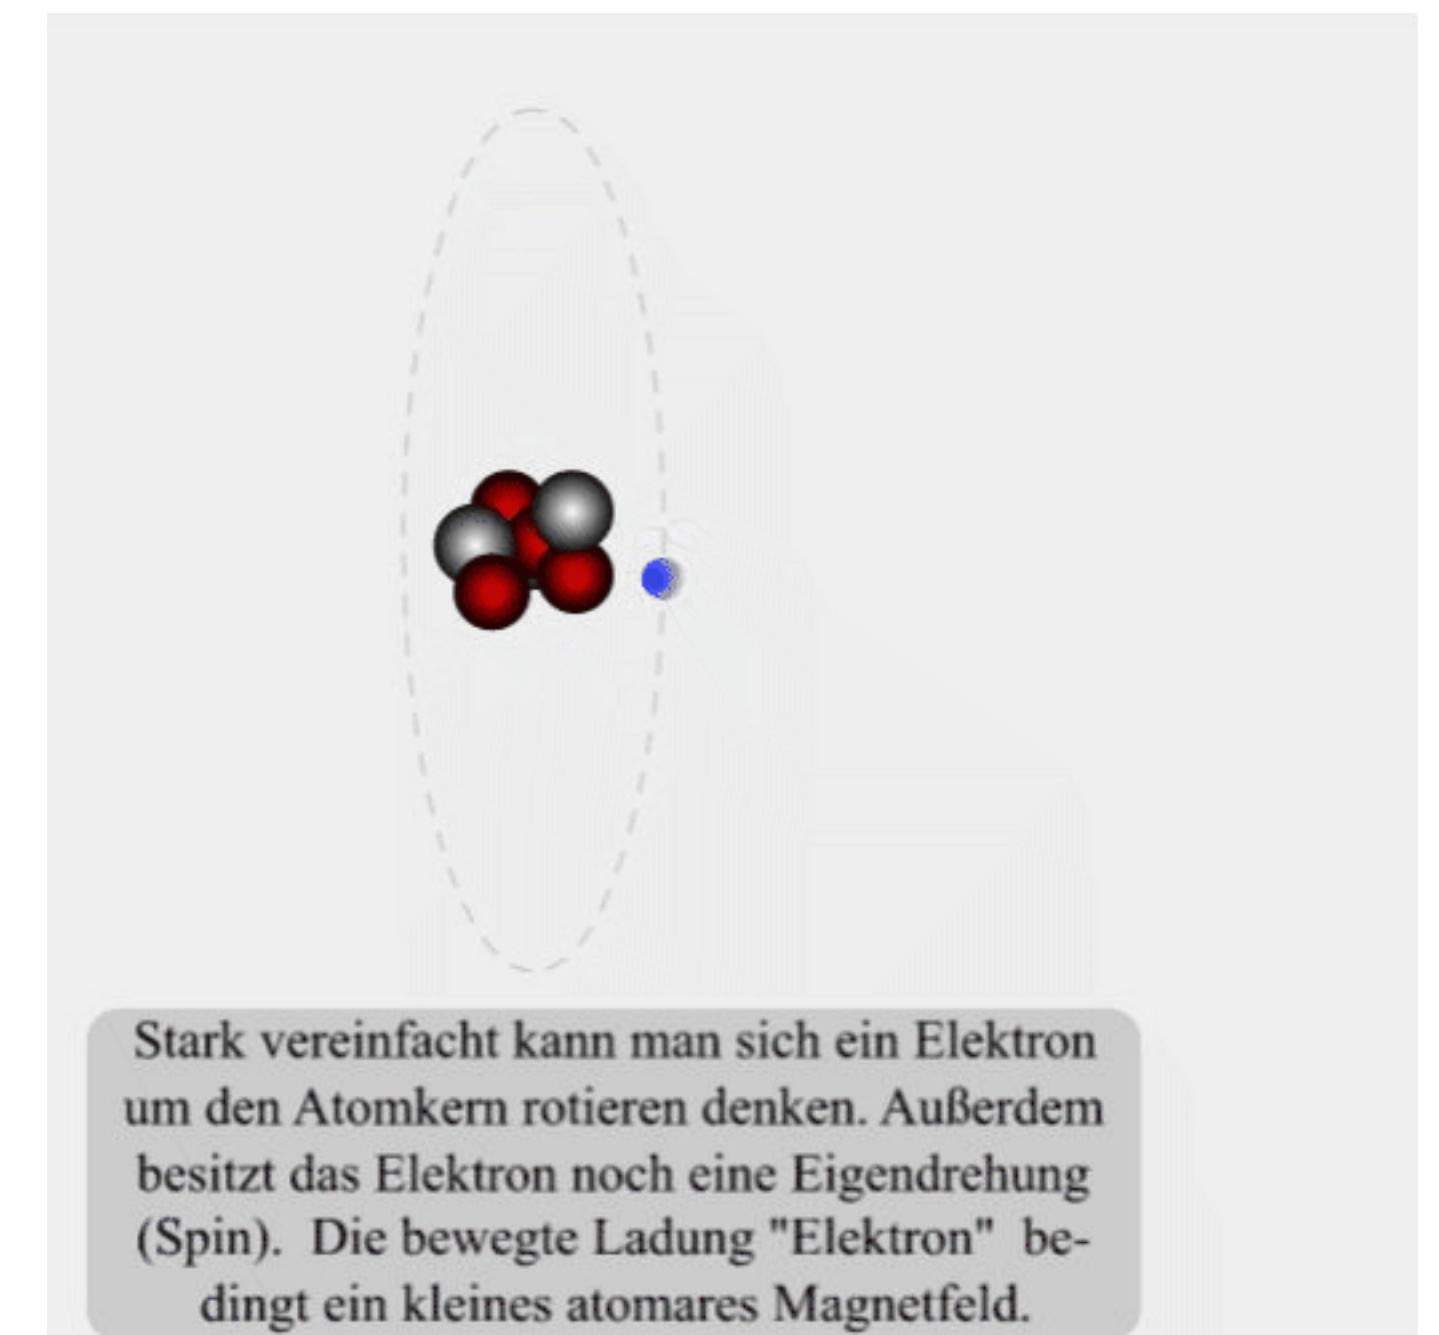 Stark vereinfacht kann man sich ein Elektron
um den Atomkern rotieren denken. Außerdem
besitzt das Elektron noch eine Eigendrehung
(Spin).  Die bewegte Ladung "Elektron"  be-
dingt ein kleines atomares Magnetfeld.